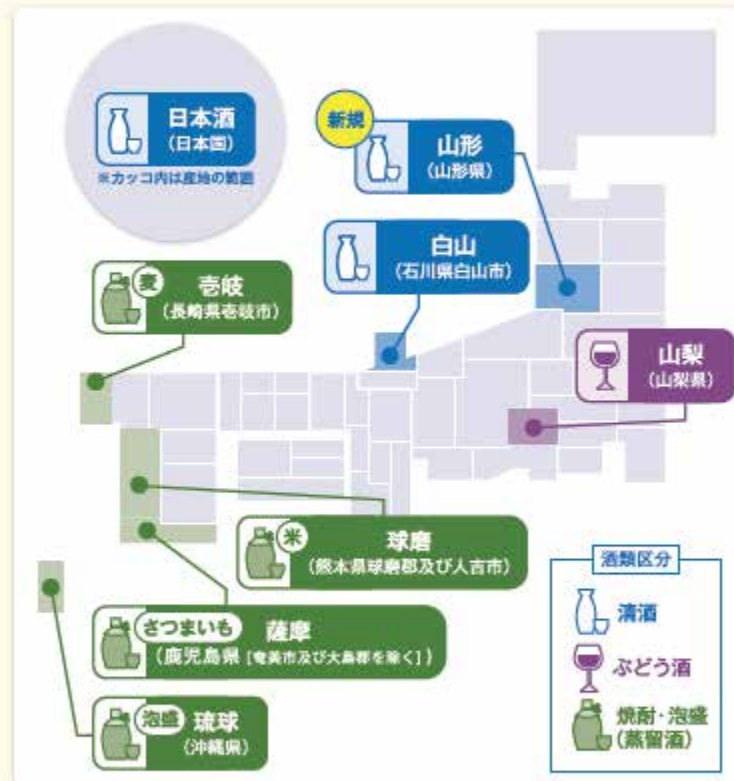 日本酒
(日本国)
※カッコ内は産地の範囲
新規
山形
(山形県)
白山
(石川県白山市)
麦
壱岐
(長崎県壱岐市)
山梨
(山梨県)
米
球磨
(熊本県球磨郡及び人吉市)
さつまいも
薩摩
(鹿児島県[奄美市及び大島郡を除く])
泡盛
琉球
(沖縄県)
酒類区分
清酒
ぶどう酒
焼酎・泡盛
(蒸留酒)